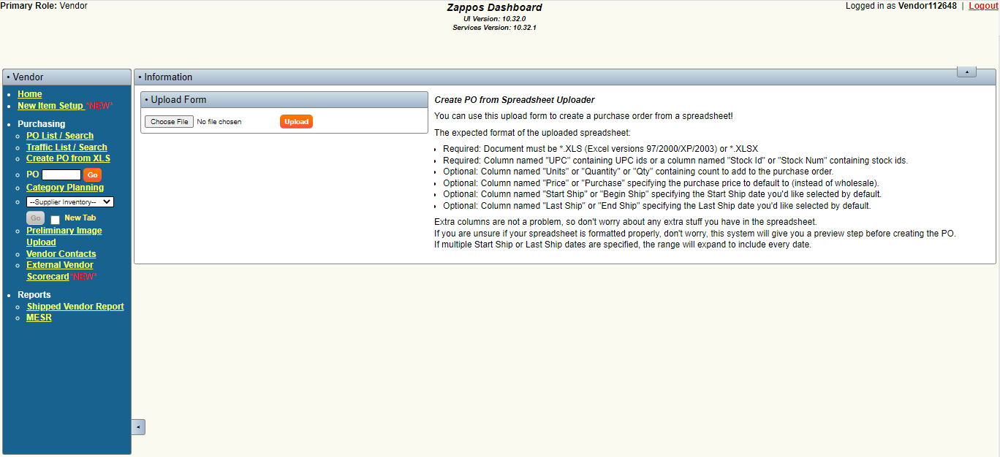 Primary Role: Vendor
Zappos Dashboard
UI Version: 10.32.0
Services Version: 10.32.1
Logged in as Vendor112648 | Logout
• Vendor
Home
New Item Setup *NEW*
Purchasing
PO List / Search
Traffic List / Search
Create PO from XLS
PO Go
Category Planning
--Supplier Inventory--
Go New Tab
Preliminary Image
Upload
Vendor Contacts
External Vendor
Scorecard *NEW*
Reports
Shipped Vendor Report
MESR
• Information
• Upload Form
Choose File No file chosen Upload
Create PO from Spreadsheet Uploader
You can use this upload form to create a purchase order from a spreadsheet!
The expected format of the uploaded spreadsheet:
Required: Document must be *.XLS (Excel versions 97/2000/XP/2003) or *.XLSX
Required: Column named "UPC" containing UPC ids or a column named "Stock Id" or "Stock Num" containing stock ids.
Optional: Column named "Units" or "Quantity" or "Qty" containing count to add to the purchase order.
Optional: Column named "Price" or "Purchase" specifying the purchase price to default to (instead of wholesale).
Optional: Column named "Start Ship" or "Begin Ship" specifying the Start Ship date you'd like selected by default.
Optional: Column named "Last Ship" or "End Ship" specifying the Last Ship date you'd like selected by default.
Extra columns are not a problem, so don't worry about any extra stuff you have in the spreadsheet.
If you are unsure if your spreadsheet is formatted properly, don't worry, this system will give you a preview step before creating the PO.
If multiple Start Ship or Last Ship dates are specified, the range will expand to include every date.